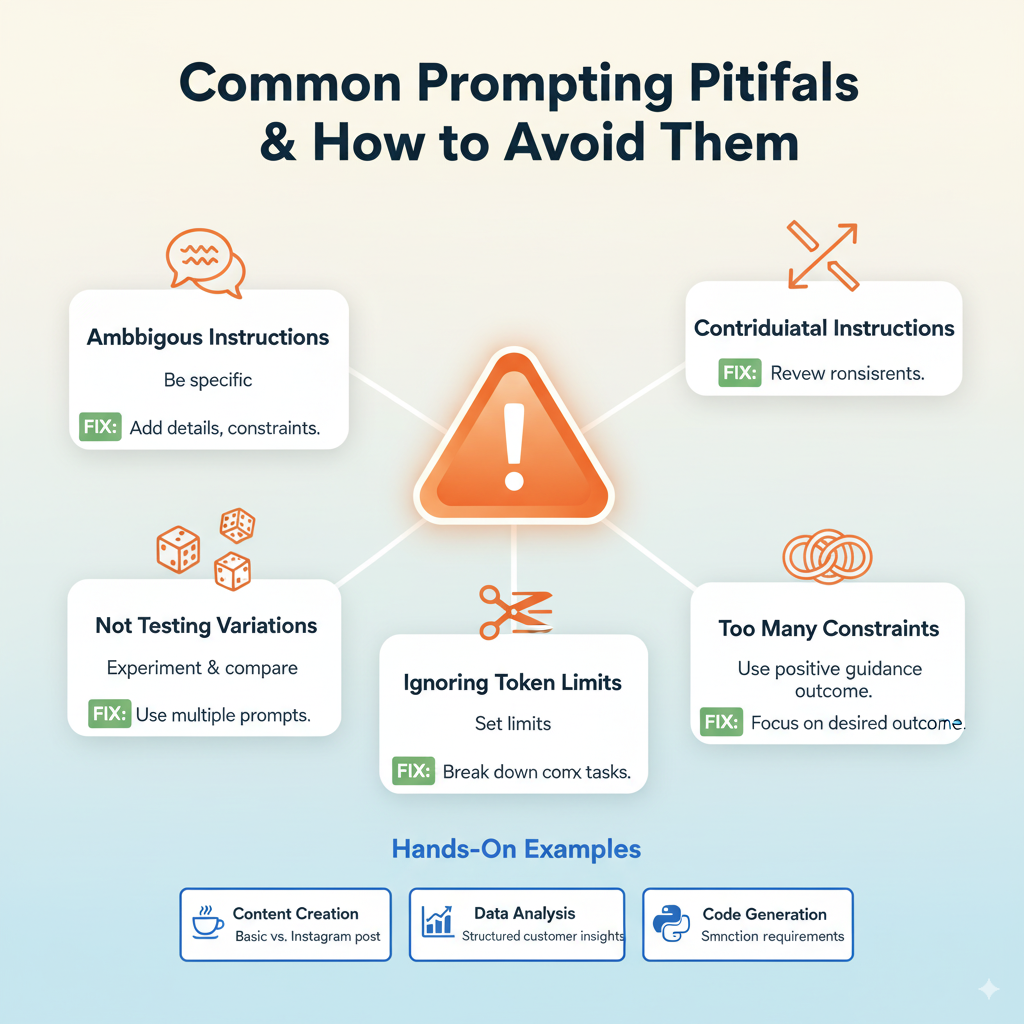 Common Prompting Pitifals
& How to Avoid Them
Ambbigous Instructions
Be specific
FIX: Add details, constraints.
Contriduiatal Instructions
FIX: Revew ronsisrents.
Not Testing Variations
Experiment & compare
FIX: Use multiple prompts.
Ignoring Token Limits
Set limits
FIX: Break down comx tasks.
Too Many Constraints
Use positive guidance
outcome.
FIX: Focus on desired outcome.
Hands-On Examples
Content Creation
Basic vs. Instagram post
Data Analysis
Structured customer insights
Code Generation
Smnction requirements